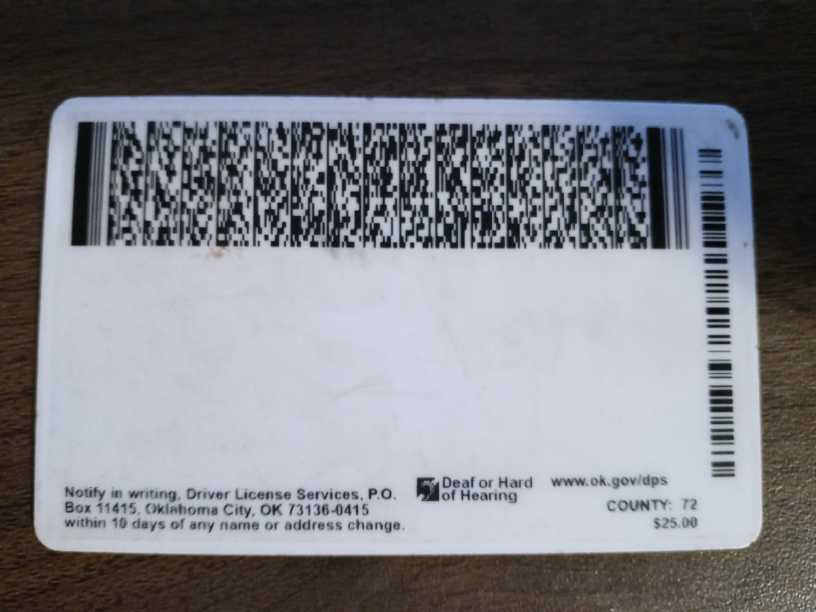 Notify in writing, Driver License Services, P.O.
Box 11415, Oklahoma City, OK 73136-0415
within 10 days of any name or address change.
Deaf or Hard
of Hearing
www.ok.gov/dps
COUNTY: 72
$25.00